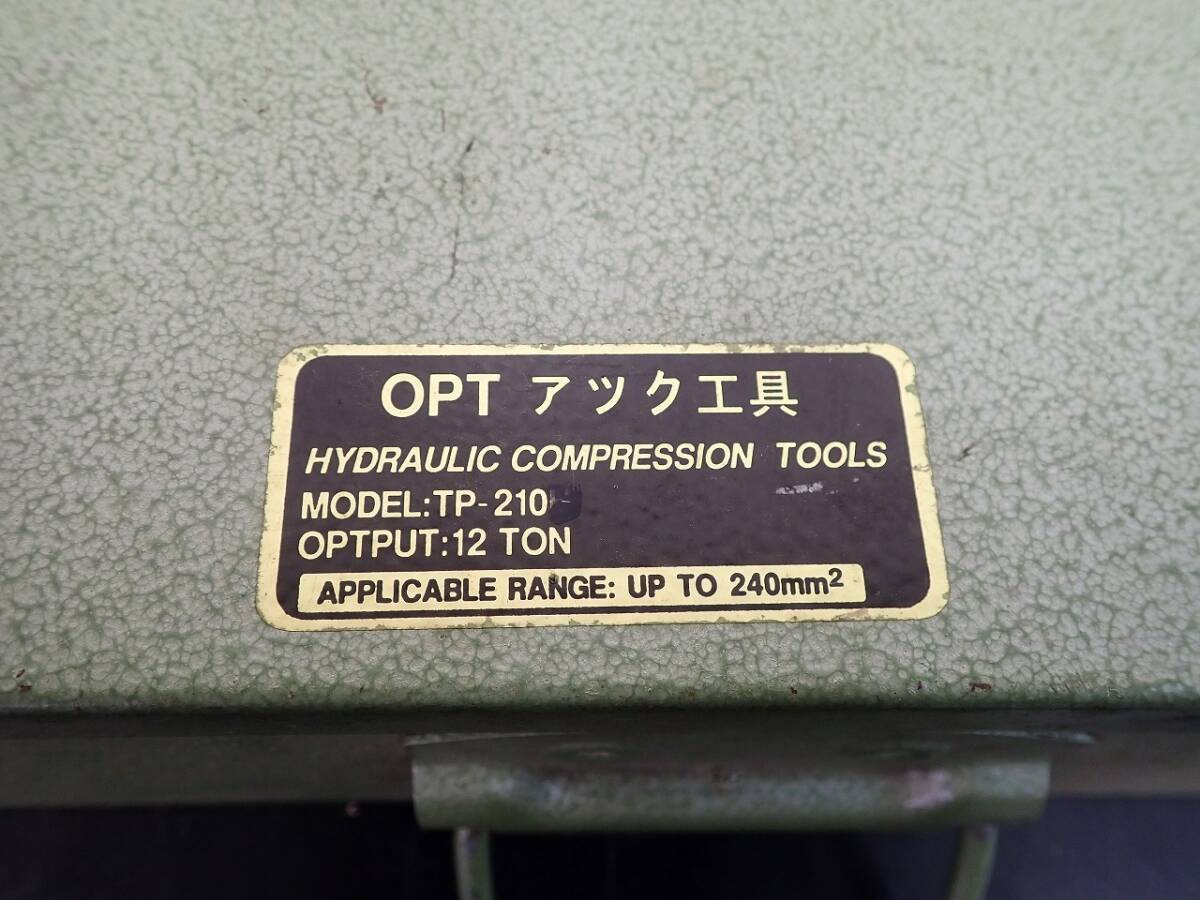 OPT アツク工具
HYDRAULIC COMPRESSION TOOLS
MODEL:TP-210
OPTPUT:12 TON
APPLICABLE RANGE: UP TO 240mm²